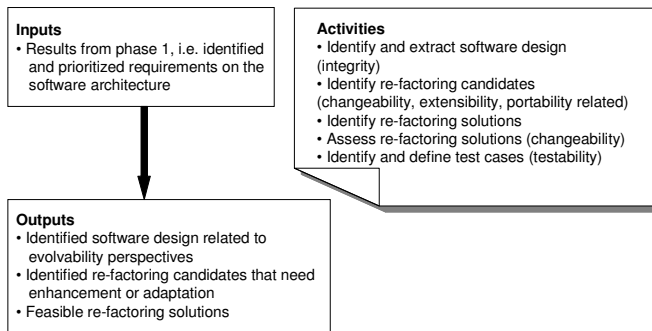 Inputs
• Results from phase 1, i.e. identified
and prioritized requirements on the
software architecture
Activities
• Identify and extract software design
(integrity)
• Identify re-factoring candidates
(changeability, extensibility, portability related)
• Identify re-factoring solutions
• Assess re-factoring solutions (changeability)
• Identify and define test cases (testability)
Outputs
• Identified software design related to
evolvability perspectives
• Identified re-factoring candidates that need
enhancement or adaptation
• Feasible re-factoring solutions